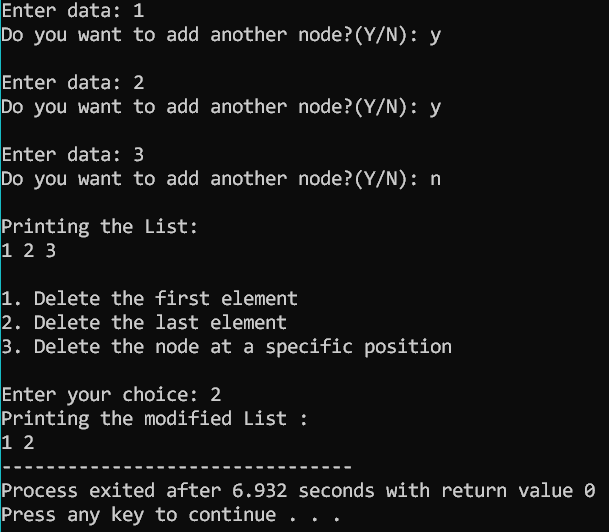 Enter data: 1
Do you want to add another node?(Y/N): y
Enter data: 2
Do you want to add another node?(Y/N): y
Enter data: 3
Do you want to add another node?(Y/N): n
Printing the List:
1 2 3
1. Delete the first element
2. Delete the last element
3. Delete the node at a specific position
Enter your choice: 2
Printing the modified List :
1 2
--------------------------------
Process exited after 6.932 seconds with return value 0
Press any key to continue . . .